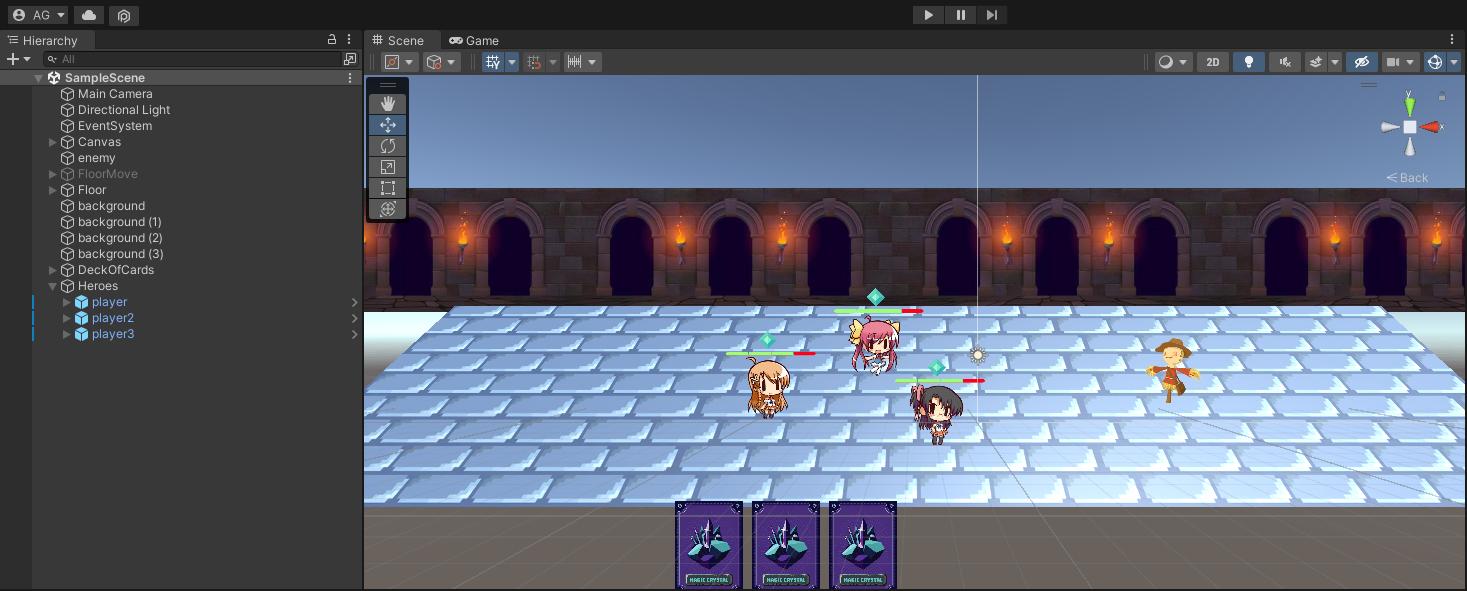 AG
Hierarchy
All
SampleScene
Main Camera
Directional Light
EventSystem
Canvas
enemy
FloorMove
Floor
background
background (1)
background (2)
background (3)
DeckOfCards
Heroes
player
player2
player3
Scene
Game
2D
y
x
Back
MAGIC CRYSTAL
MAGIC CRYSTAL
MAGIC CRYSTAL